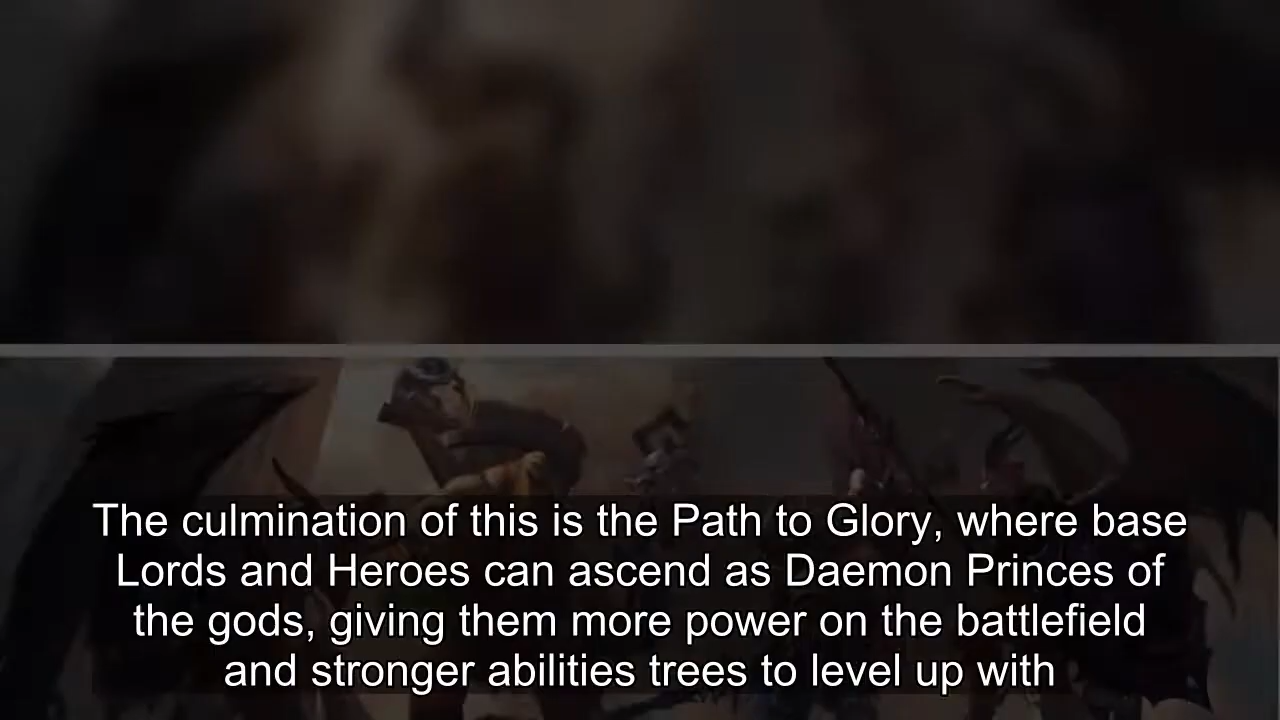 The culmination of this is the Path to Glory, where base
Lords and Heroes can ascend as Daemon Princes of
the gods, giving them more power on the battlefield
and stronger abilities trees to level up with